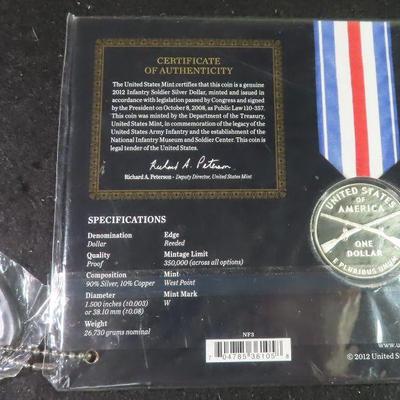 CERTIFICATE
OF AUTHENTICITY
The United States Mint certifies that this coin is a genuine
2012 Infantry Soldier Silver Dollar, minted and issued in
accordance with legislation passed by Congress and signed
by the President on October 8, 2008, as Public Law 110-357.
This coin was minted by the Department of the Treasury,
United States Mint, in commemoration of the legacy of the
United States Army Infantry and the establishment of the
National Infantry Museum and Soldier Center. This coin is
legal tender of the United States.
Richard A. Peterson
Richard A. Peterson - Deputy Director, United States Mint
SPECIFICATIONS
Denomination
Dollar
Quality
Proof
Composition
90% Silver, 10% Copper
Diameter
1.500 inches (±0.003)
or 38.10 mm (±0.08)
Weight
26.730 grams nominal
Edge
Reeded
Mintage Limit
350,000 (across all options)
Mint
West Point
Mint Mark
W
UNITED STATES
OF
AMERICA
ONE
DOLLAR
E PLURIBUS UNUM
NF3
7 04785 36105 8
© 2012 United Stat